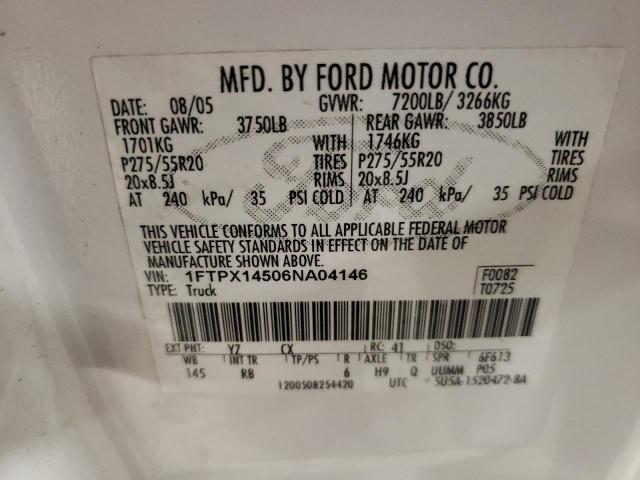 MFD. BY FORD MOTOR CO.
DATE: 08/05 GVWR: 7200LB/ 3266KG
FRONT GAWR: 3750LB REAR GAWR: 3850LB
1701KG WITH 1746KG WITH
P275/55R20 TIRES P275/55R20 TIRES
20x8.5J RIMS 20x8.5J RIMS
AT 240 kPa/ 35 PSI COLD AT 240 kPa/ 35 PSI COLD
Ford
THIS VEHICLE CONFORMS TO ALL APPLICABLE FEDERAL MOTOR
VEHICLE SAFETY STANDARDS IN EFFECT ON THE DATE OF
MANUFACTURE SHOWN ABOVE.
VIN: 1FTPX14506NA04146 F0082
TYPE: Truck T0725
EXT PNT: YZ CX RC: 41 DSO:
WB INT TR TP/PS R AXLE TR SPR 6F613
145 RB 6 H9 Q UUMM P05
1200508254420 UTC 5U5A-1520472-BA